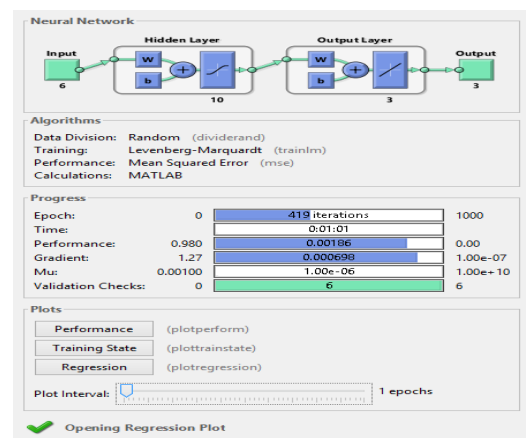 Neural Network
Hidden Layer
Output Layer
Input
Output
W
b
+
W
b
+
6
10
3
3
Algorithms
Data Division: Random (dividerand)
Training: Levenberg-Marquardt (trainlm)
Performance: Mean Squared Error (mse)
Calculations: MATLAB
Progress
Epoch: 0 419 iterations 1000
Time: 0:01:01
Performance: 0.980 0.00186 0.00
Gradient: 1.27 0.000698 1.00e-07
Mu: 0.00100 1.00e-06 1.00e+10
Validation Checks: 0 6 6
Plots
Performance (plotperform)
Training State (plottrainstate)
Regression (plotregression)
Plot Interval: 1 epochs
Opening Regression Plot